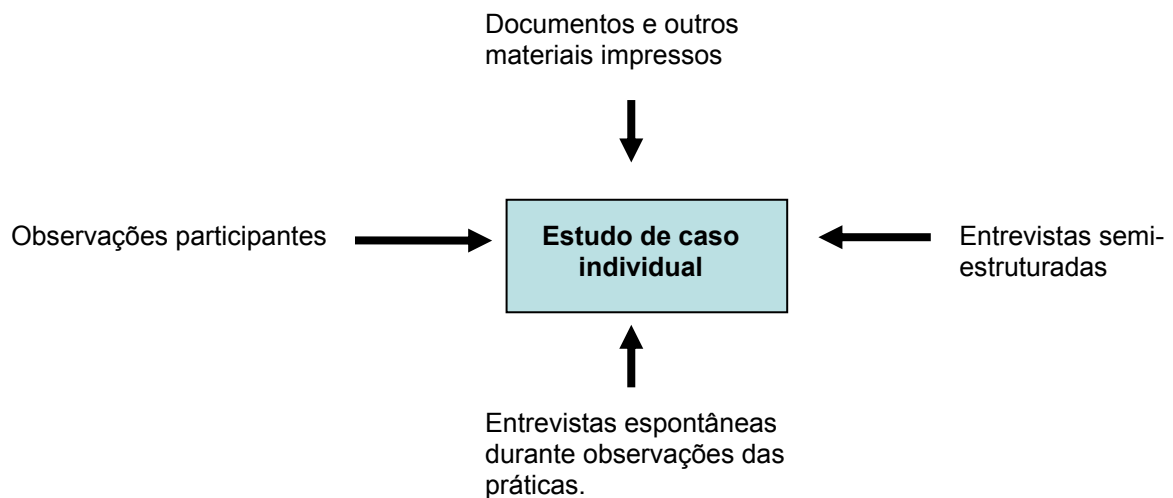 Documentos e outros
materiais impressos
Observações participantes
Estudo de caso
individual
Entrevistas semi-
estruturadas
Entrevistas espontâneas
durante observações das
práticas.